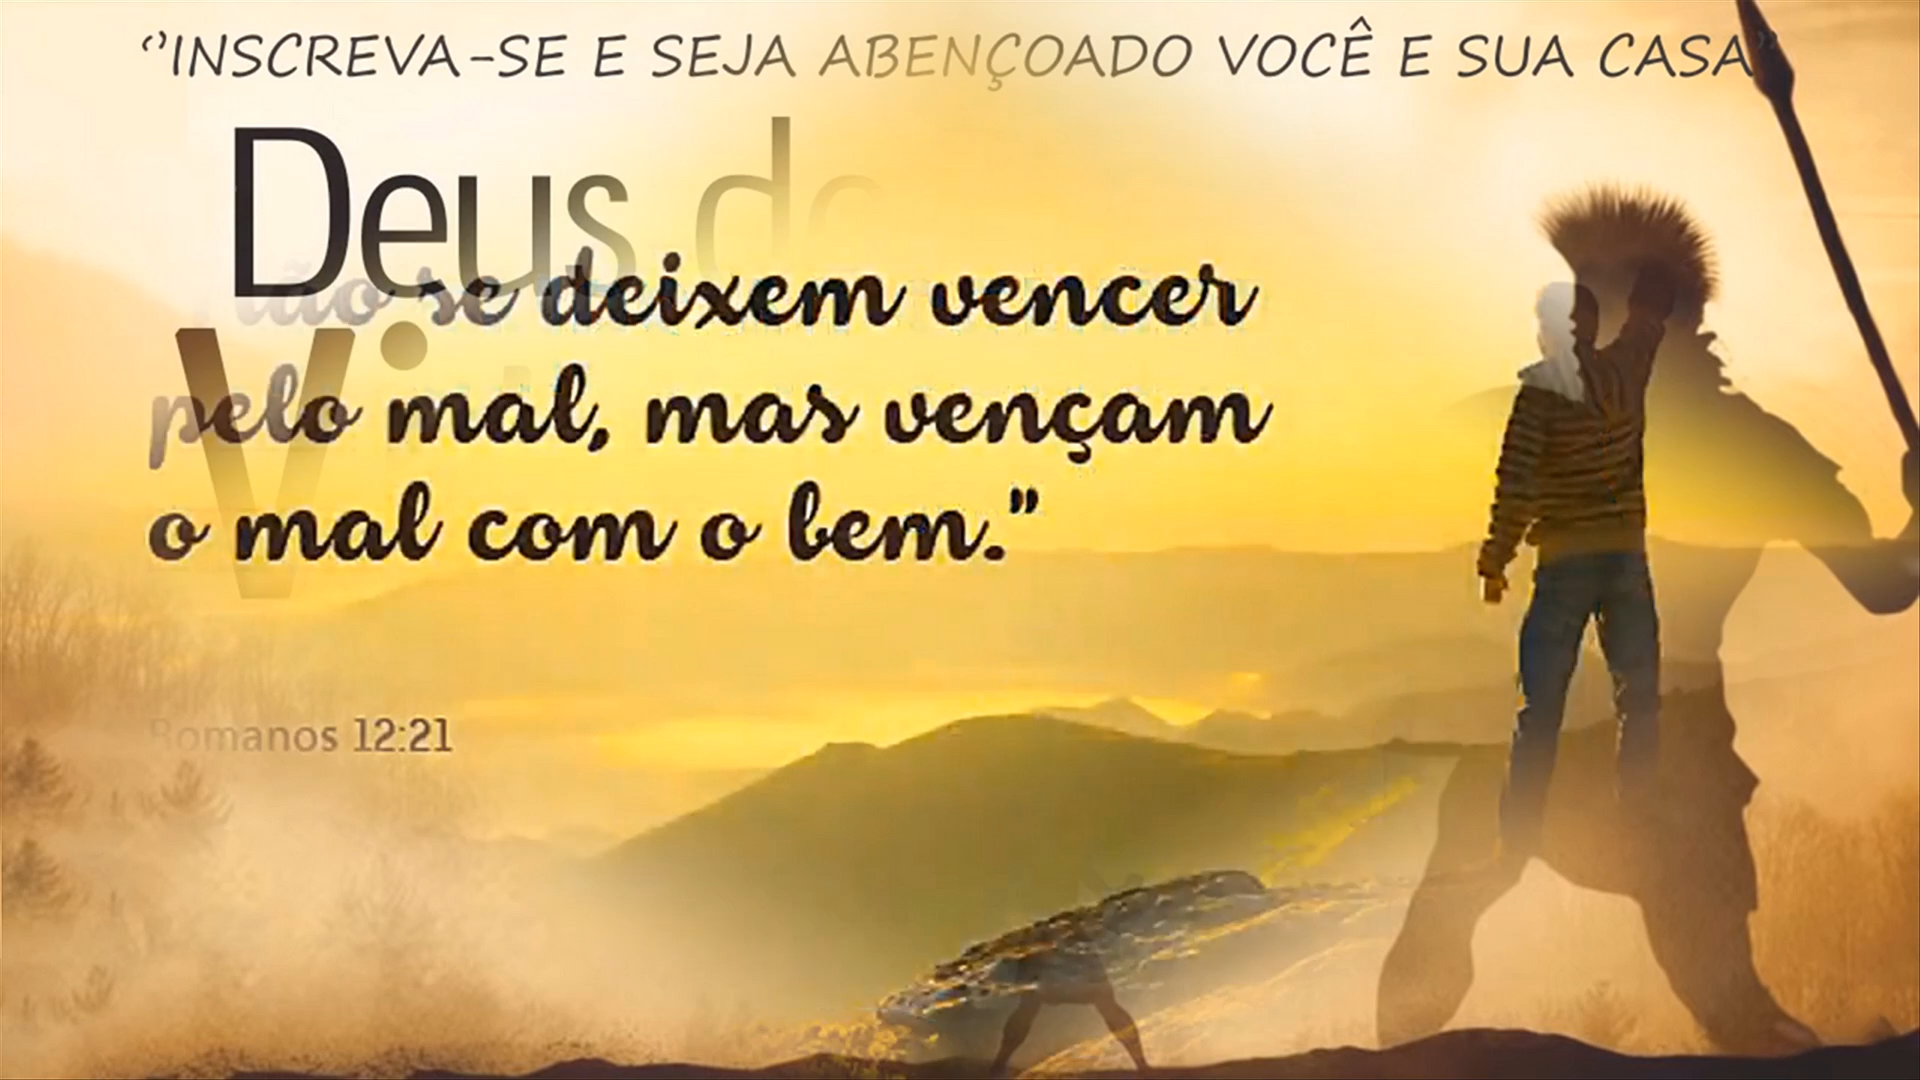 “INSCREVA-SE E SEJA ABENÇOADO VOCÊ E SUA CASA”
Deus
não se deixem vencer
pelo mal, mas vençam
o mal com o bem."
Romanos 12:21